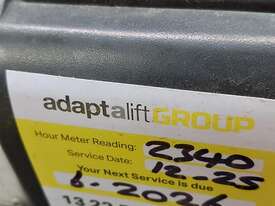 adaptaliftGROUP
Hour Meter Reading: 2340
Service Date: 12-25
Your Next Service is due
6-2026